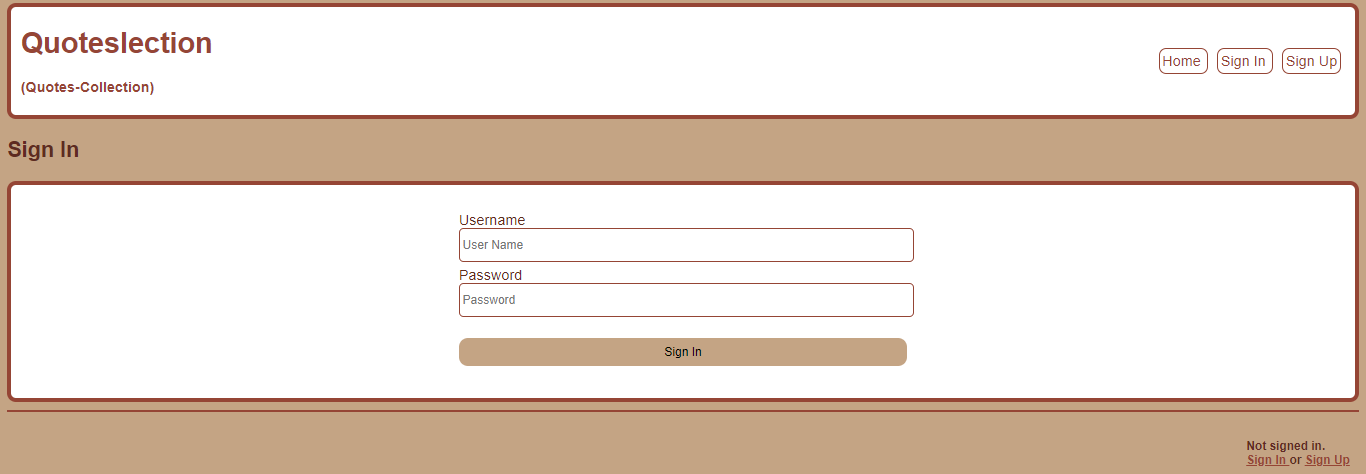 Quoteslection
(Quotes-Collection)
Home Sign In Sign Up
Sign In
Username
User Name
Password
Password
Sign In
Not signed in.
Sign In or Sign Up